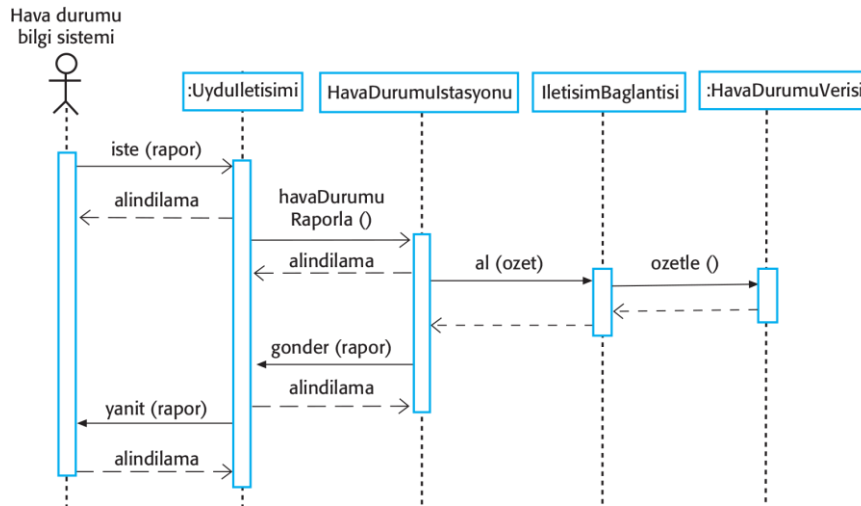 Hava durumu
bilgi sistemi
:UyduIletisimi
HavaDurumuIstasyonu
IletisimBaglantisi
:HavaDurumuVerisi
iste (rapor)
alindilama
havaDurumu
Raporla ()
alindilama
al (ozet)
ozetle ()
gonder (rapor)
alindilama
yanit (rapor)
alindilama